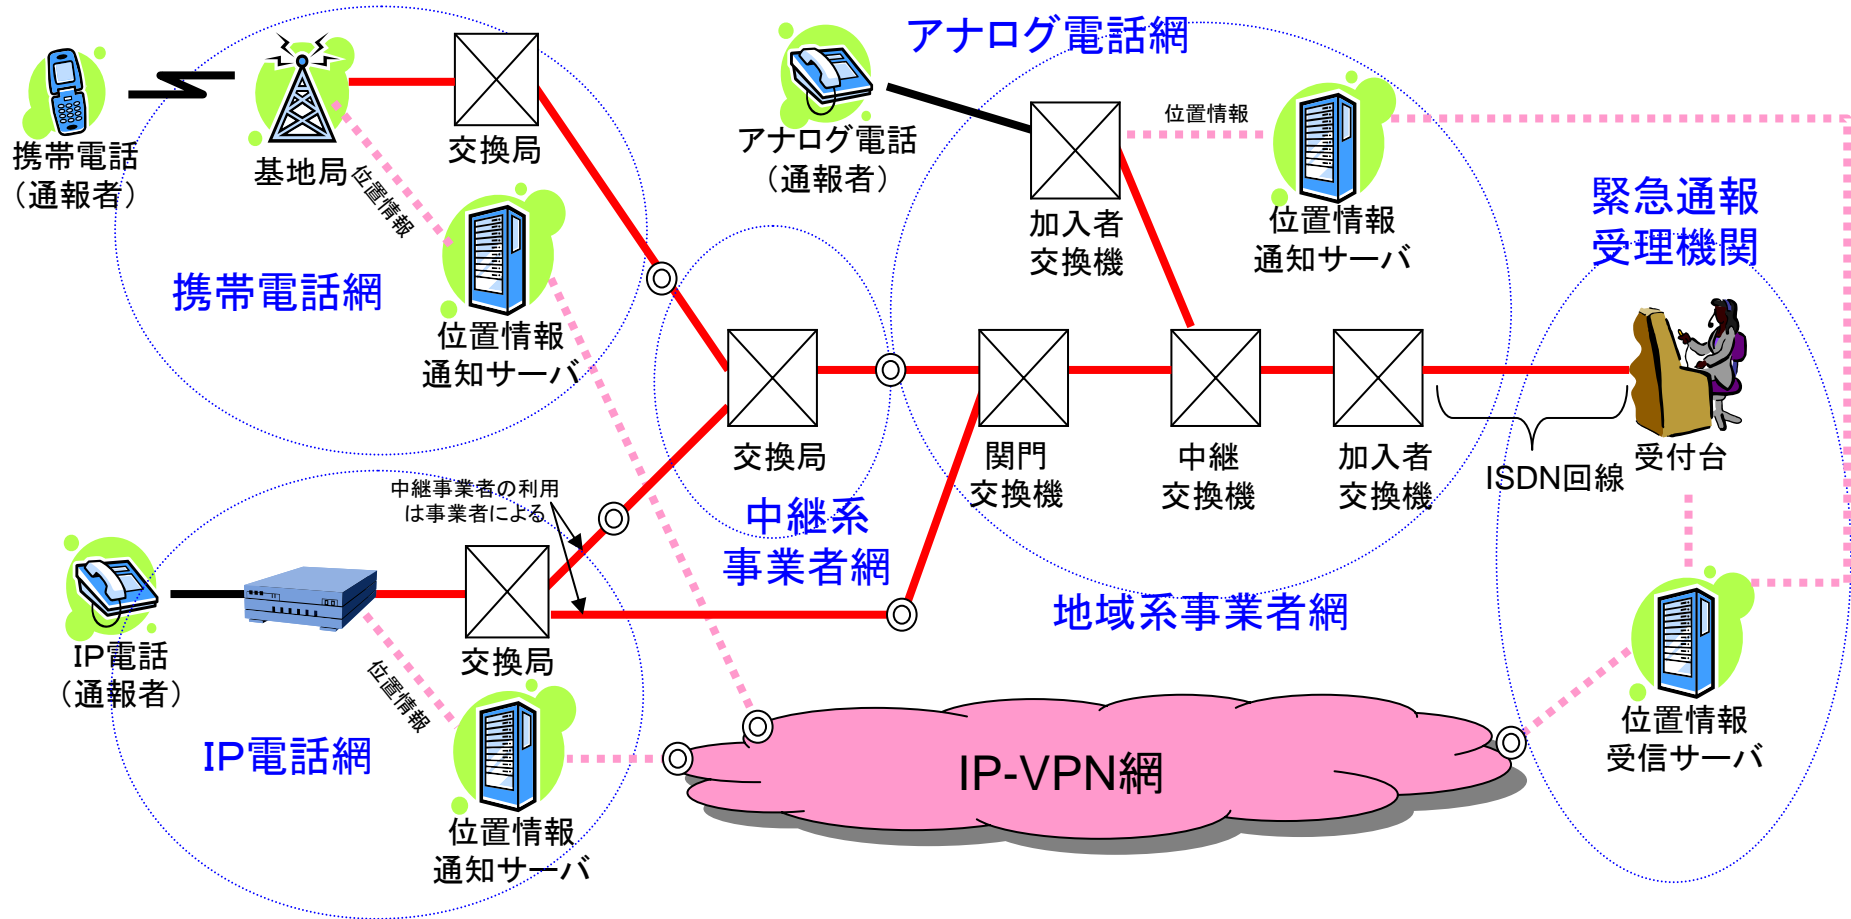 携帯電話
（通報者）
基地局
交換局
位置情報
位置情報
通知サーバ
携帯電話網
アナログ電話網
アナログ電話
（通報者）
加入者
交換機
位置情報
位置情報
通知サーバ
緊急通報
受理機関
交換局
中継系
事業者網
関門
交換機
中継
交換機
加入者
交換機
ISDN回線
受付台
地域系事業者網
中継事業者の利用
は事業者による
IP電話
（通報者）
交換局
位置情報
IP電話網
位置情報
通知サーバ
IP-VPN網
位置情報
受信サーバ